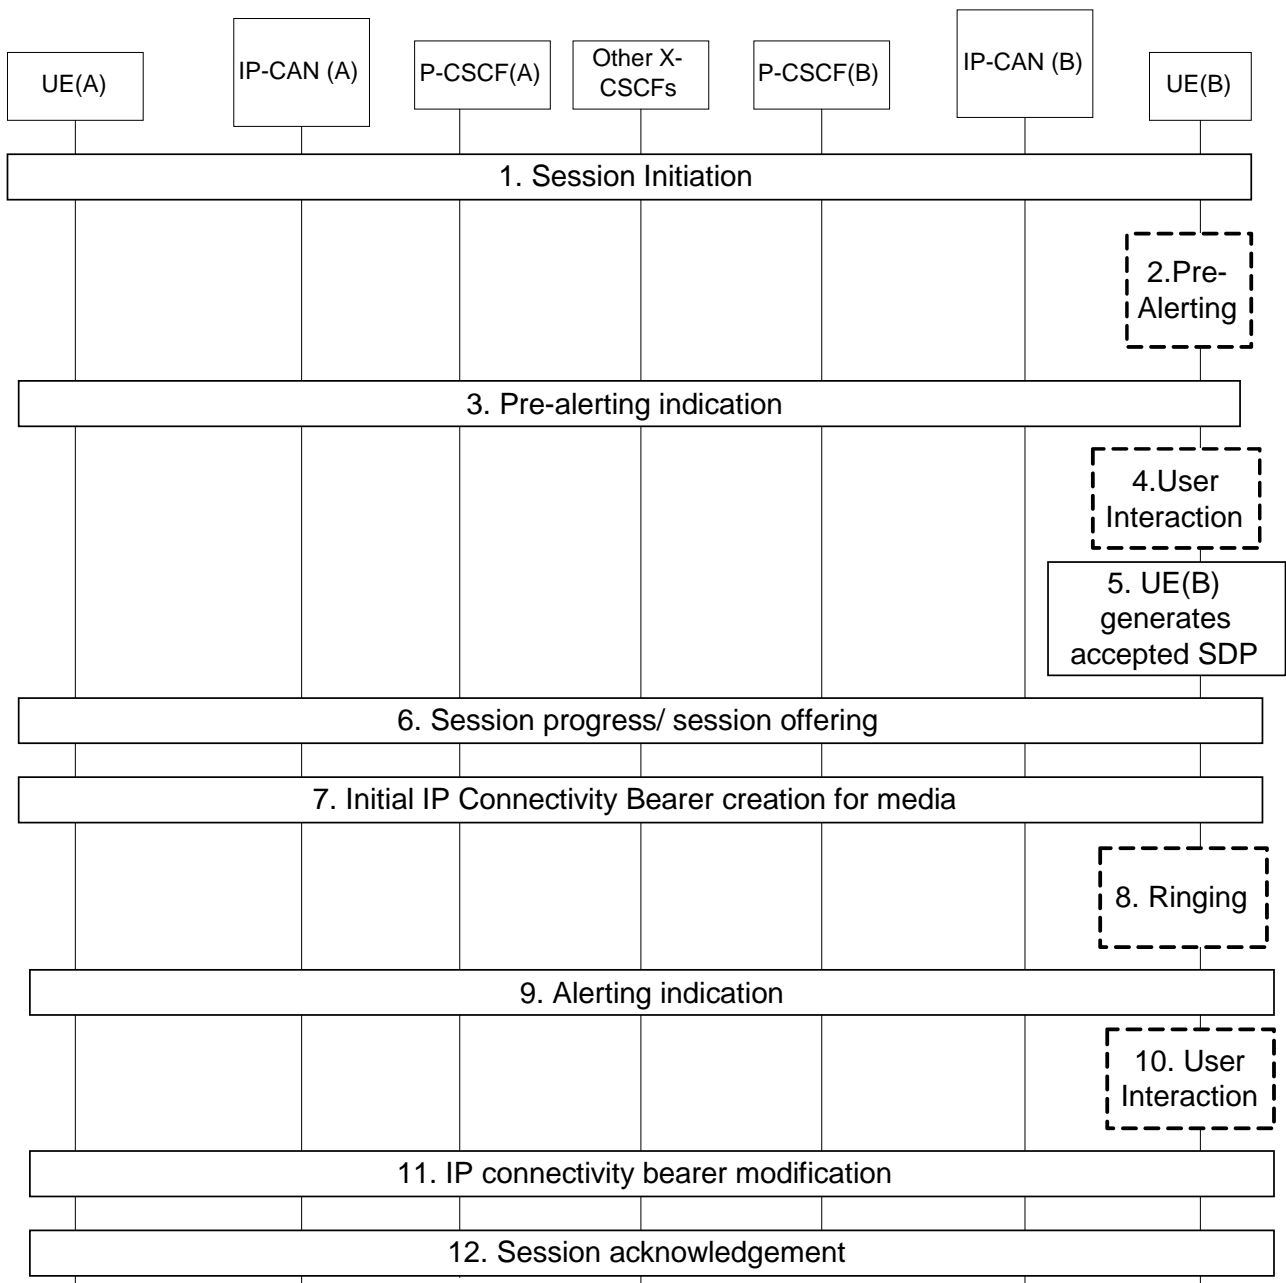 UE(A)
IP-CAN (A)
P-CSCF(A)
Other X-
CSCFs
P-CSCF(B)
IP-CAN (B)
UE(B)
1. Session Initiation
2.Pre-
Alerting
3. Pre-alerting indication
4.User
Interaction
5. UE(B)
generates
accepted SDP
6. Session progress/ session offering
7. Initial IP Connectivity Bearer creation for media
8. Ringing
9. Alerting indication
10. User
Interaction
11. IP connectivity bearer modification
12. Session acknowledgement